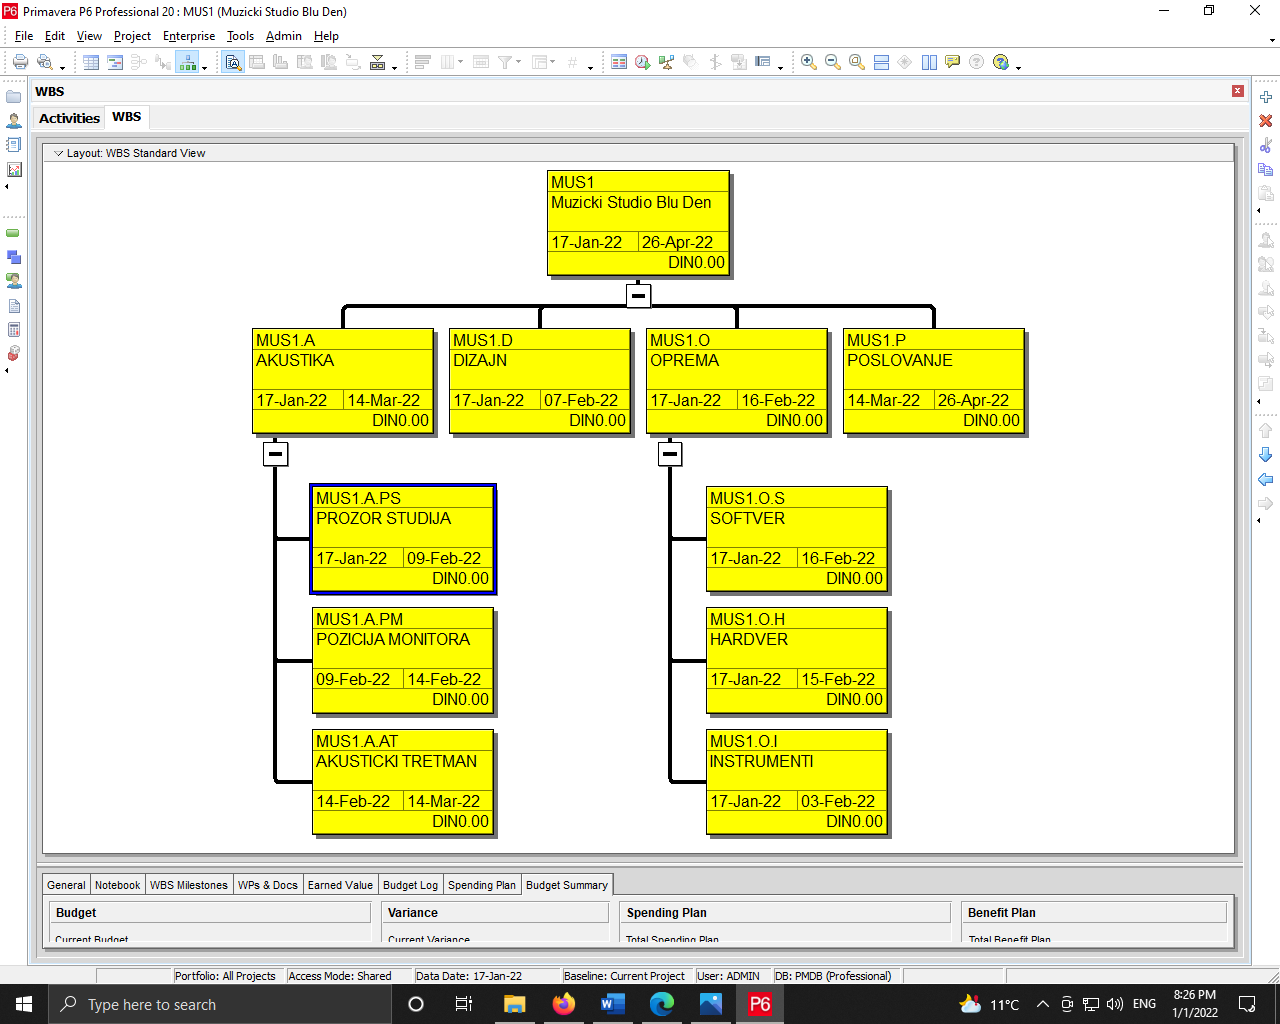 Primavera P6 Professional 20 : MUS1 (Muzicki Studio Blu Den)
File Edit View Project Enterprise Tools Admin Help
WBS
Activities WBS
Layout: WBS Standard View
MUS1
Muzicki Studio Blu Den
17-Jan-22 26-Apr-22
DIN0.00
MUS1.A
AKUSTIKA
17-Jan-22 14-Mar-22
DIN0.00
MUS1.D
DIZAJN
17-Jan-22 07-Feb-22
DIN0.00
MUS1.O
OPREMA
17-Jan-22 16-Feb-22
DIN0.00
MUS1.P
POSLOVANJE
14-Mar-22 26-Apr-22
DIN0.00
MUS1.A.PS
PROZOR STUDIJA
17-Jan-22 09-Feb-22
DIN0.00
MUS1.A.PM
POZICIJA MONITORA
09-Feb-22 14-Feb-22
DIN0.00
MUS1.A.AT
AKUSTICKI TRETMAN
14-Feb-22 14-Mar-22
DIN0.00
MUS1.O.S
SOFTVER
17-Jan-22 16-Feb-22
DIN0.00
MUS1.O.H
HARDVER
17-Jan-22 15-Feb-22
DIN0.00
MUS1.O.I
INSTRUMENTI
17-Jan-22 03-Feb-22
DIN0.00
General Notebook WBS Milestones WPs & Docs Earned Value Budget Log Spending Plan Budget Summary
Budget Variance Spending Plan Benefit Plan
Current Budget Current Variance Total Spending Plan Total Benefit Plan
Portfolio: All Projects Access Mode: Shared Data Date: 17-Jan-22 Baseline: Current Project User: ADMIN DB: PMDB (Professional)
Type here to search
11°C ENG
8:26 PM
1/1/2022